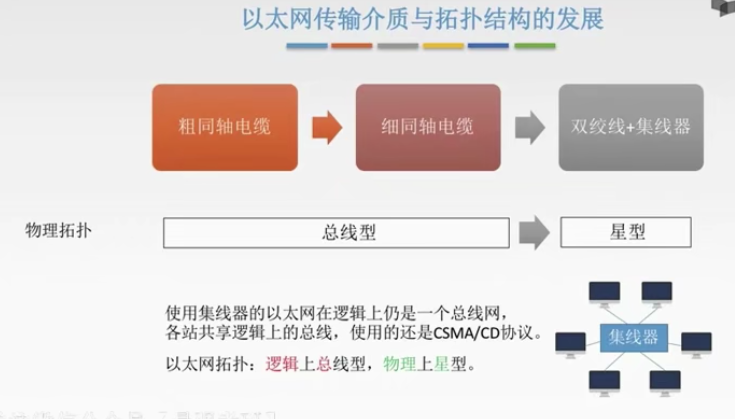 以太网传输介质与拓扑结构的发展
粗同轴电缆
细同轴电缆
双绞线+集线器
物理拓扑
总线型
星型
使用集线器的以太网在逻辑上仍是一个总线网，
各站共享逻辑上的总线，使用的还是CSMA/CD协议。
以太网拓扑：逻辑上总线型，物理上星型。
集线器